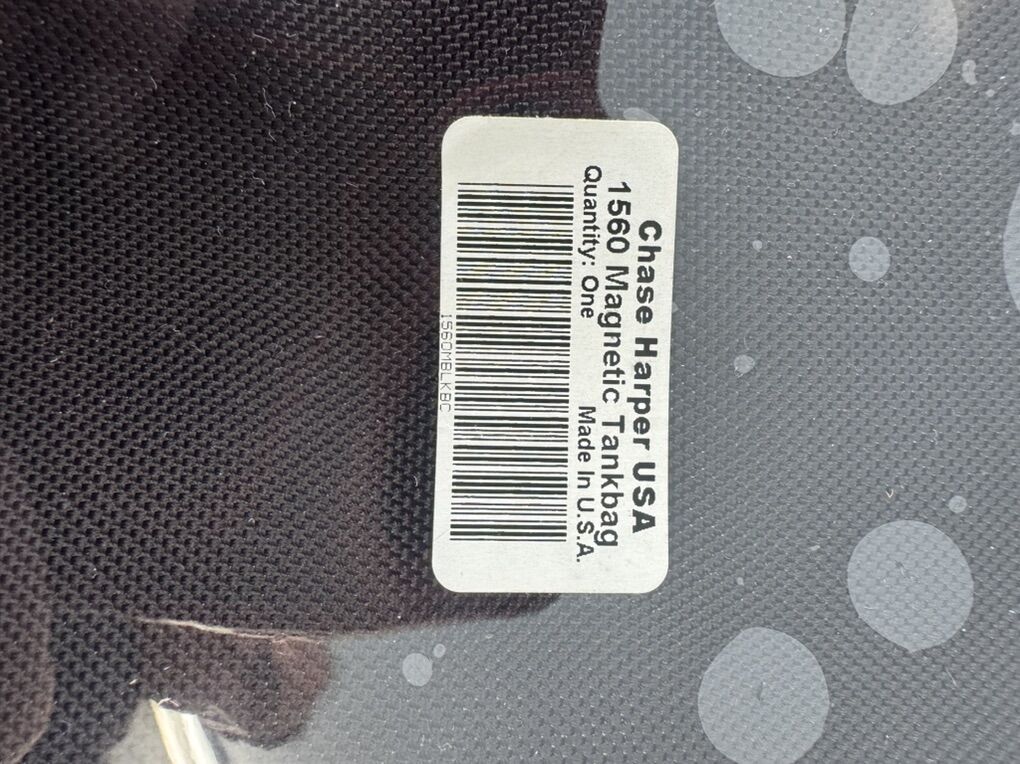 Chase Harper USA
1560 Magnetic Tankbag
Quantity: One Made In U.S.A.
1560MBLKBC